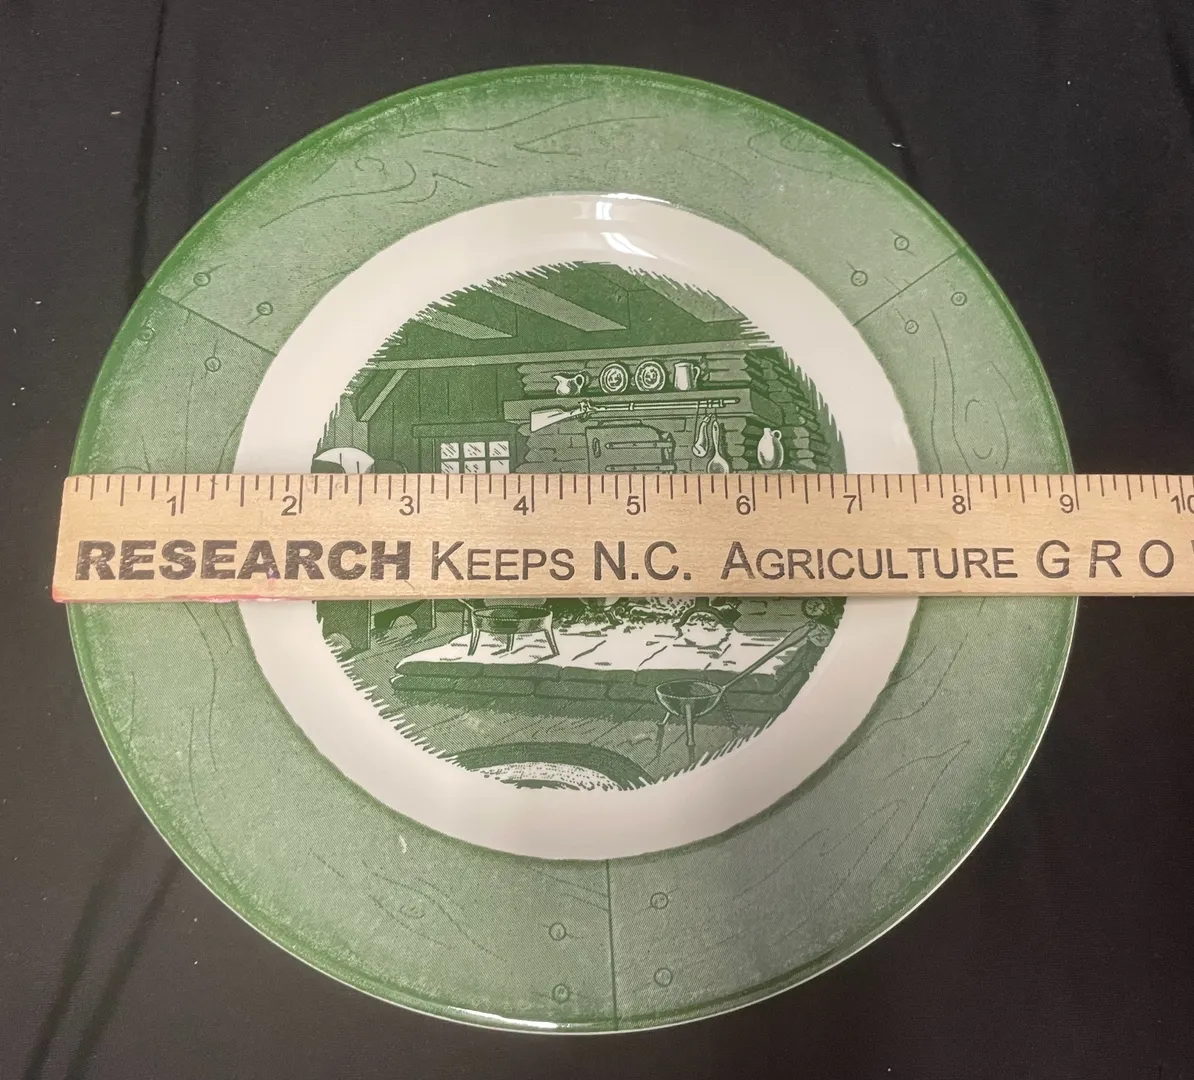 1 2 3 4 5 6 7 8 9 10
RESEARCH KEEPS N.C. AGRICULTURE GRO